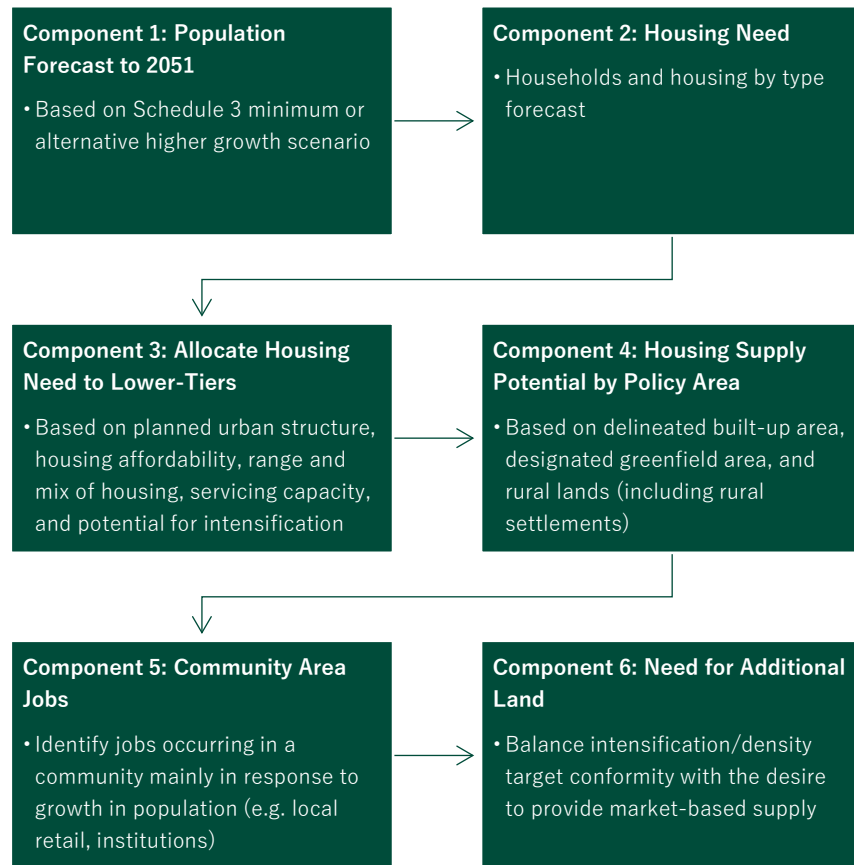 Component 1: Population
Forecast to 2051
• Based on Schedule 3 minimum or
alternative higher growth scenario
Component 2: Housing Need
• Households and housing by type
forecast
Component 3: Allocate Housing
Need to Lower-Tiers
• Based on planned urban structure,
housing affordability, range and
mix of housing, servicing capacity,
and potential for intensification
Component 4: Housing Supply
Potential by Policy Area
• Based on delineated built-up area,
designated greenfield area, and
rural lands (including rural
settlements)
Component 5: Community Area
Jobs
• Identify jobs occurring in a
community mainly in response to
growth in population (e.g. local
retail, institutions)
Component 6: Need for Additional
Land
• Balance intensification/density
target conformity with the desire
to provide market-based supply